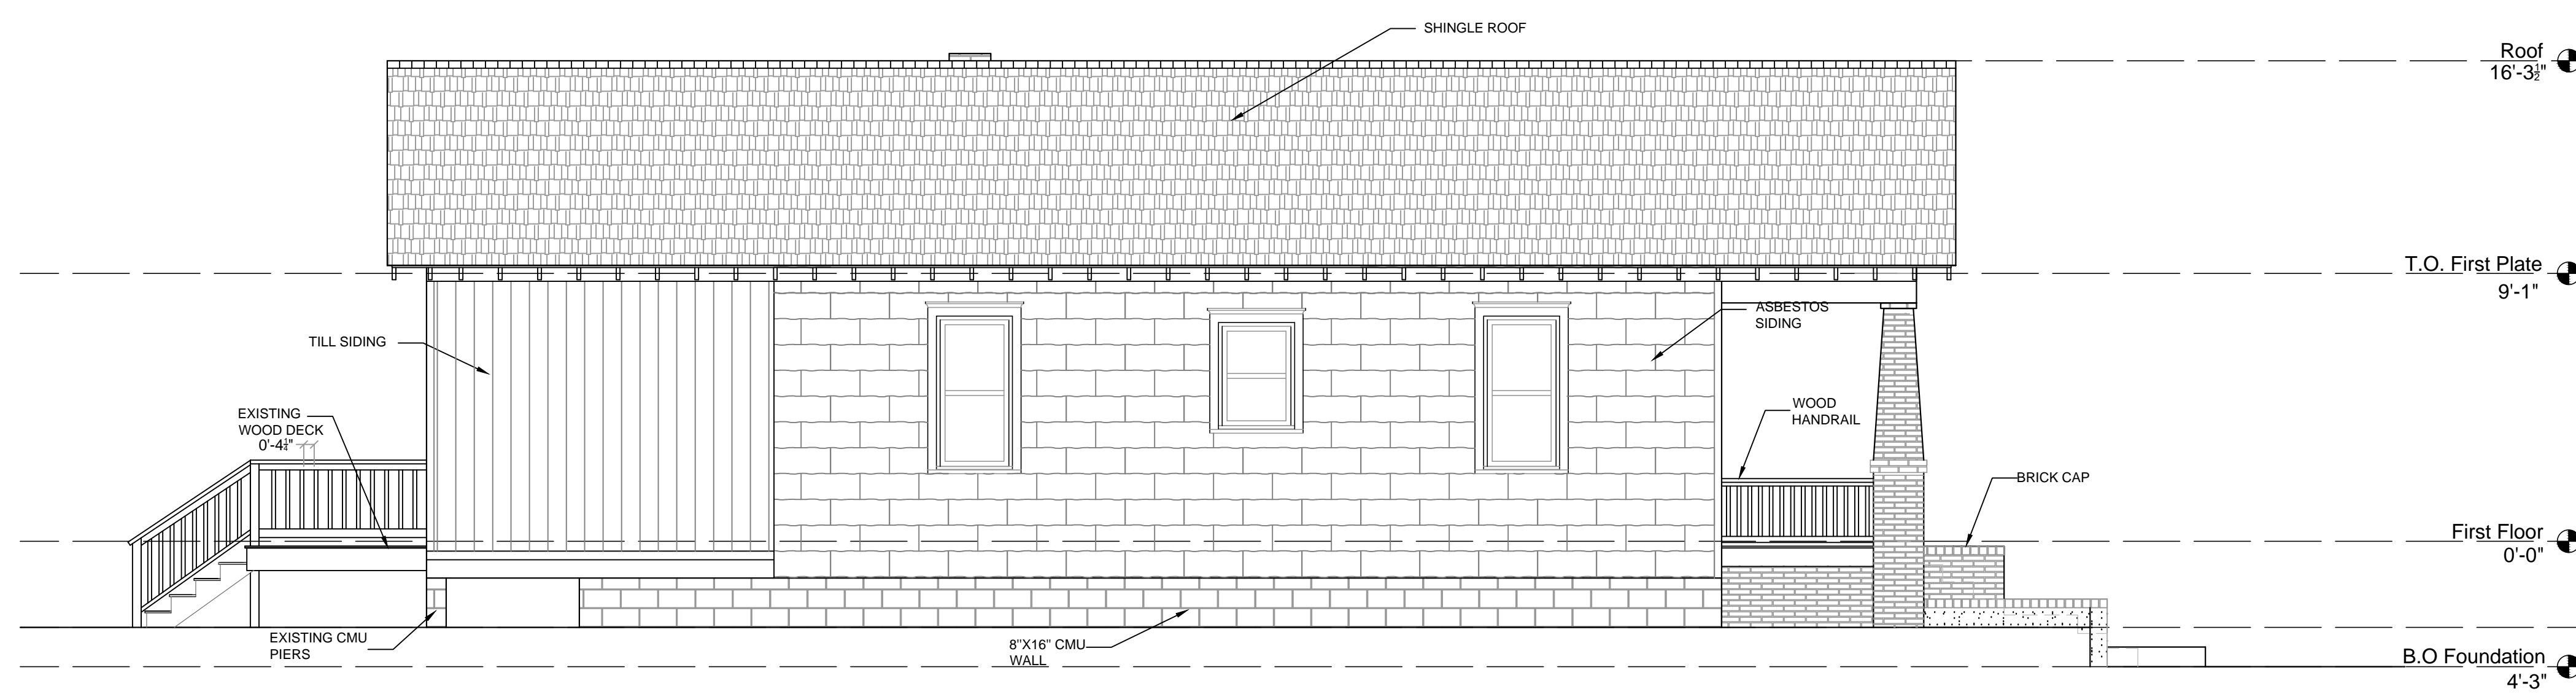 SHINGLE ROOF
Roof
16'-3½"
T.O. First Plate
9'-1"
ASBESTOS
SIDING
TILL SIDING
WOOD
HANDRAIL
EXISTING
WOOD DECK
0'-4¼"
BRICK CAP
First Floor
0'-0"
EXISTING CMU
PIERS
8"X16" CMU
WALL
B.O Foundation
4'-3"